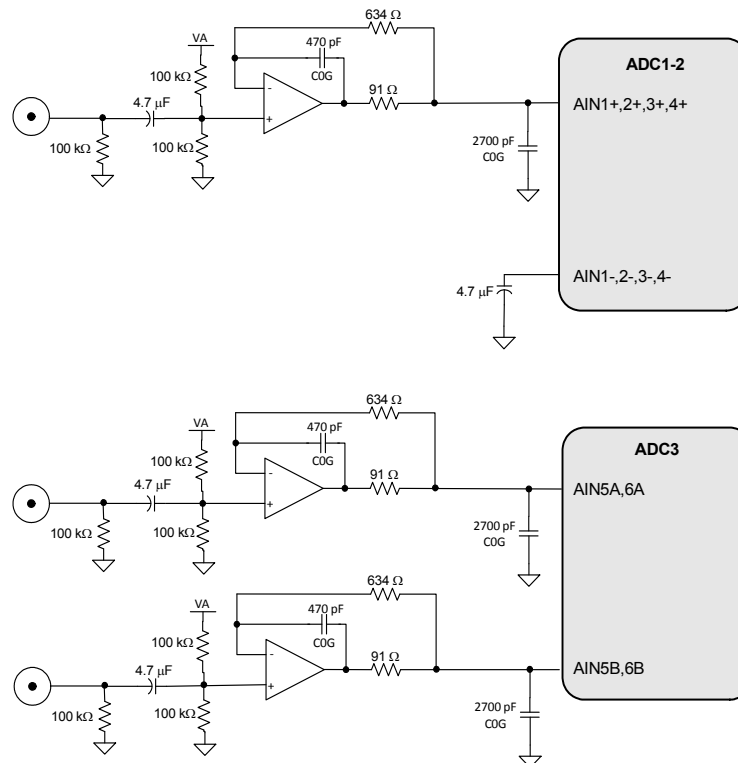 634 Ω
VA
470 pF
C0G
100 kΩ
4.7 µF
-
+
91 Ω
100 kΩ
100 kΩ
2700 pF
C0G
ADC1-2
AIN1+,2+,3+,4+
AIN1-,2-,3-,4-
4.7 µF
634 Ω
VA
470 pF
C0G
100 kΩ
4.7 µF
-
+
91 Ω
100 kΩ
100 kΩ
2700 pF
C0G
ADC3
AIN5A,6A
634 Ω
VA
470 pF
C0G
100 kΩ
4.7 µF
-
+
91 Ω
100 kΩ
100 kΩ
2700 pF
C0G
AIN5B,6B